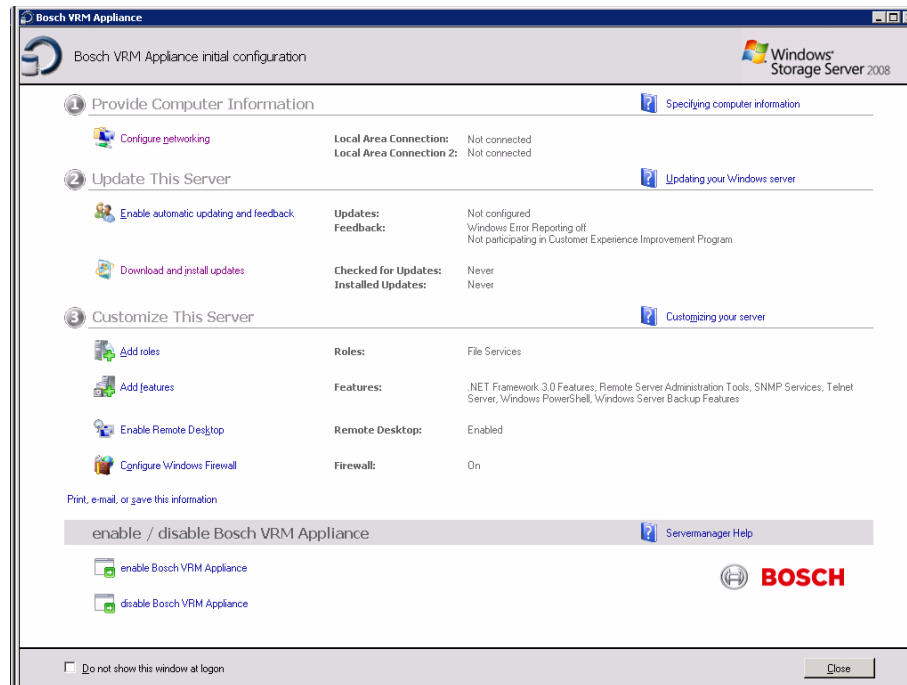 Bosch VRM Appliance
Bosch VRM Appliance initial configuration
Windows®
Storage Server 2008
1 Provide Computer Information
Specifying computer information
Configure networking
Local Area Connection: Not connected
Local Area Connection 2: Not connected
2 Update This Server
Updating your Windows server
Enable automatic updating and feedback
Updates: Not configured
Feedback: Windows Error Reporting off
Not participating in Customer Experience Improvement Program
Download and install updates
Checked for Updates: Never
Installed Updates: Never
3 Customize This Server
Customizing your server
Add roles
Roles: File Services
Add features
Features: .NET Framework 3.0 Features, Remote Server Administration Tools, SNMP Services, Telnet
Server, Windows PowerShell, Windows Server Backup Features
Enable Remote Desktop
Remote Desktop: Enabled
Configure Windows Firewall
Firewall: On
Print, e-mail, or save this information
enable / disable Bosch VRM Appliance
Servermanager Help
enable Bosch VRM Appliance
BOSCH
disable Bosch VRM Appliance
Do not show this window at logon
Close